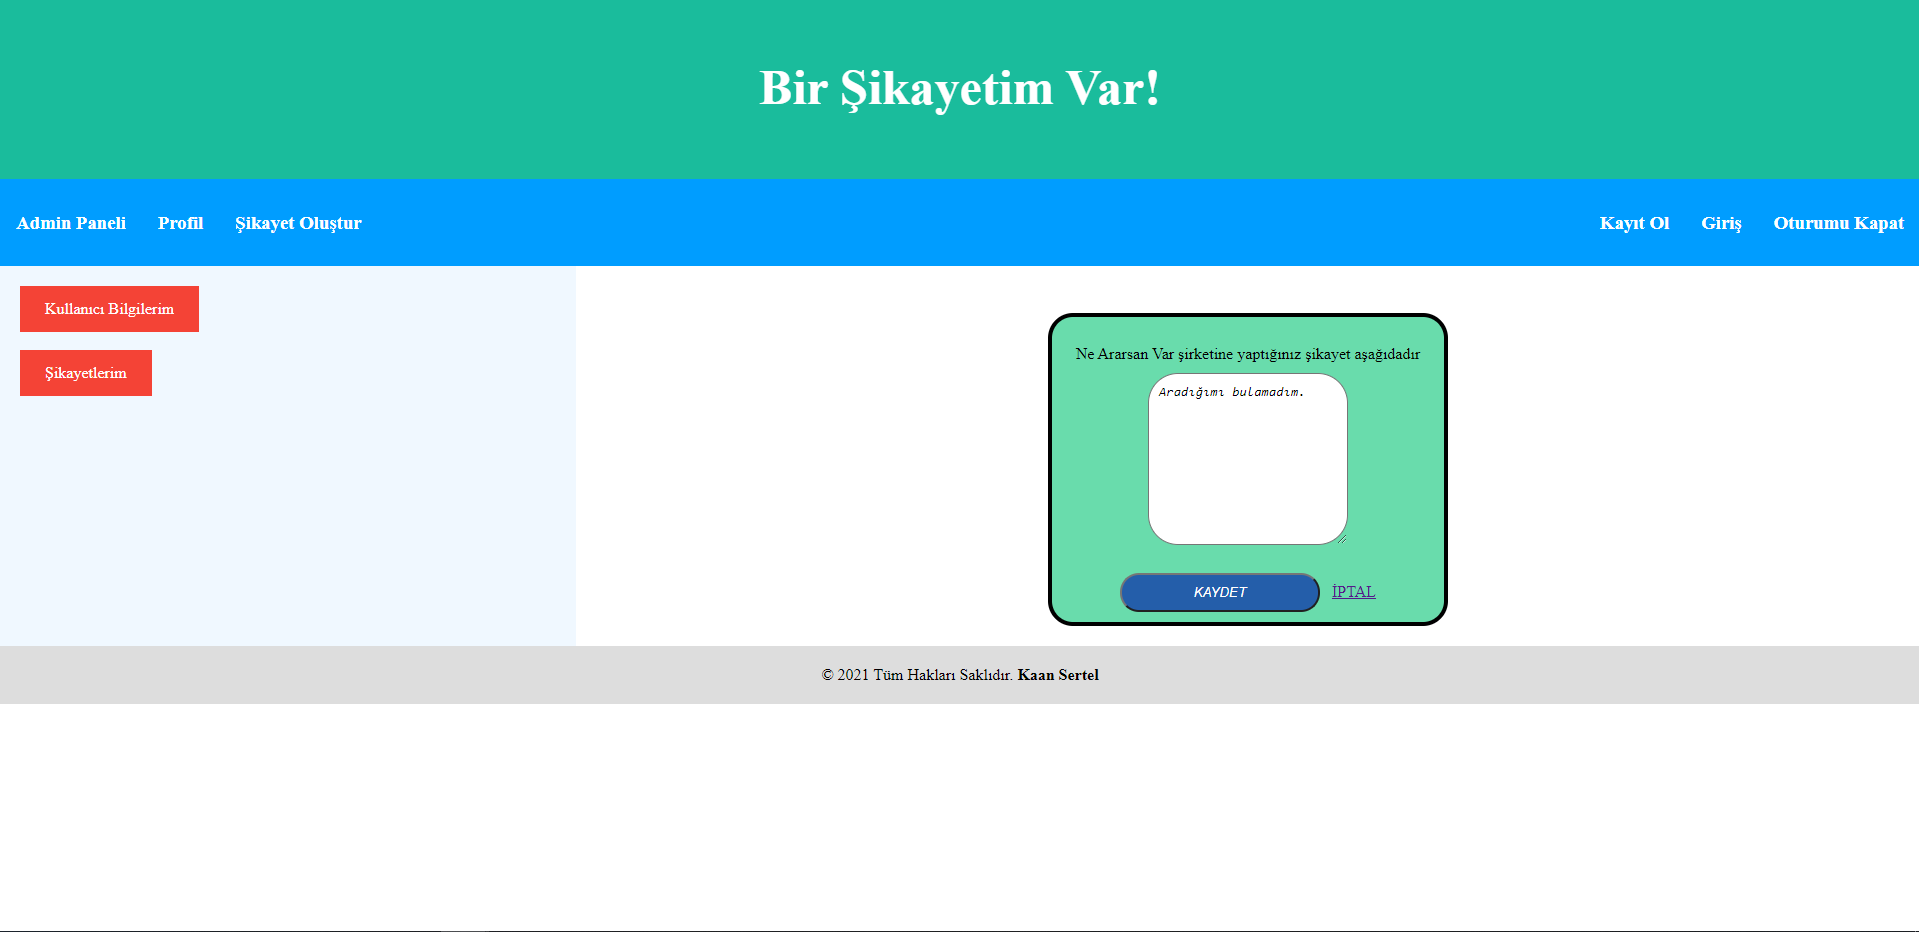 Bir Şikayetim Var!
Admin Paneli Profil Şikayet Oluştur Kayıt Ol Giriş Oturumu Kapat
Kullanıcı Bilgilerim
Şikayetlerim
Ne Ararsan Var şirketine yaptığınız şikayet aşağıdadır
Aradığımı bulamadım.
KAYDET İPTAL
© 2021 Tüm Hakları Saklıdır. Kaan Sertel